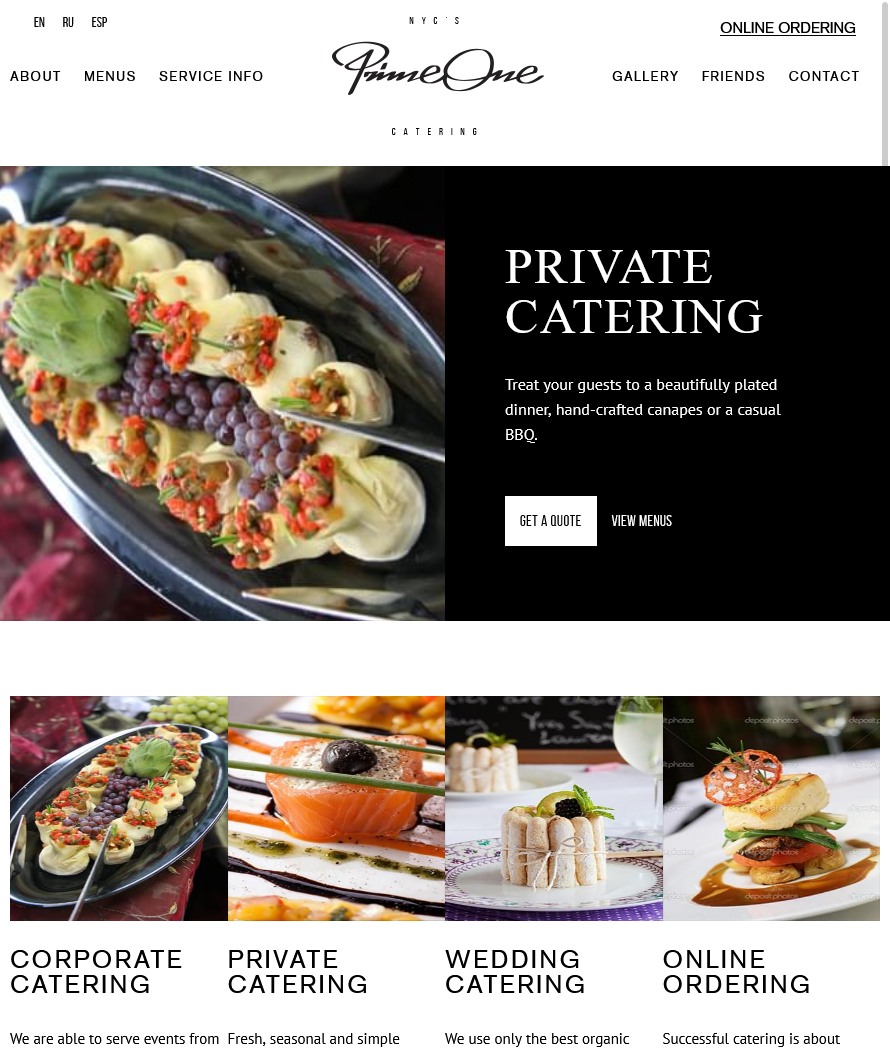 EN RU ESP
NYC'S
ONLINE ORDERING
ABOUT MENUS SERVICE INFO
PrimeOne
GALLERY FRIENDS CONTACT
CATERING
PRIVATE
CATERING
Treat your guests to a beautifully plated
dinner, hand-crafted canapes or a casual
BBQ.
GET A QUOTE VIEW MENUS
depositphotos
CORPORATE
CATERING
PRIVATE
CATERING
WEDDING
CATERING
ONLINE
ORDERING
We are able to serve events from
Fresh, seasonal and simple
We use only the best organic
Successful catering is about